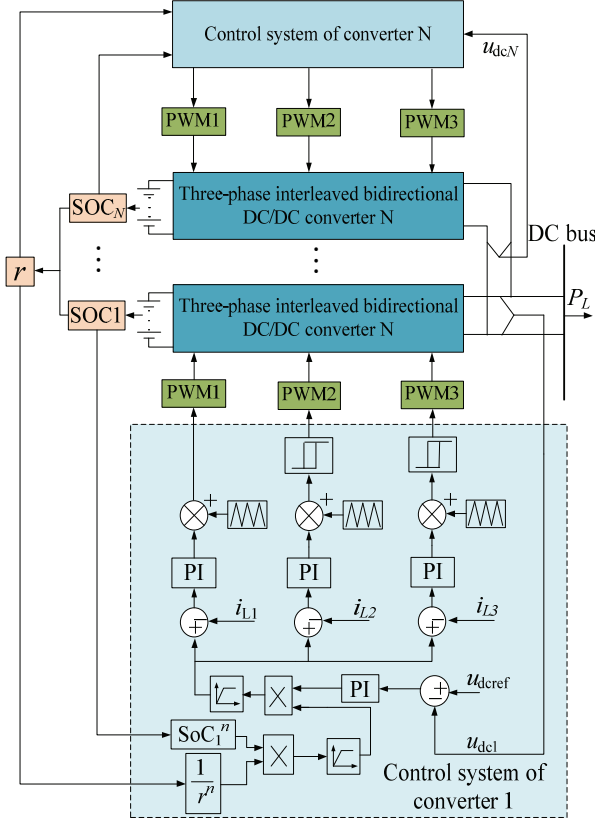 Control system of converter N
u_dcN
PWM1
PWM2
PWM3
Three-phase interleaved bidirectional
DC/DC converter N
SOC_N
DC bus
r
P_L
SOC1
Three-phase interleaved bidirectional
DC/DC converter N
PWM1
PWM2
PWM3
+
+
+
PI
PI
PI
i_L1
i_L2
i_L3
− +
− +
− +
PI
− +
u_dcref
SoC_1^n
u_dcl
1/r^n
Control system of
converter 1